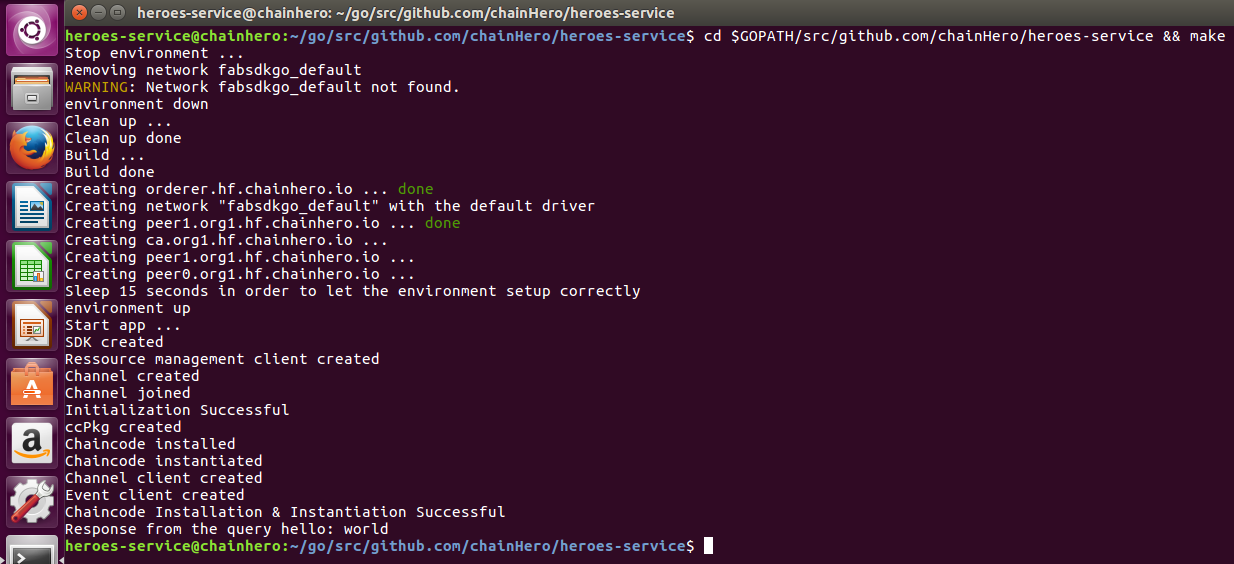 heroes-service@chainhero: ~/go/src/github.com/chainHero/heroes-service
heroes-service@chainhero:~/go/src/github.com/chainHero/heroes-service$ cd $GOPATH/src/github.com/chainHero/heroes-service && make
Stop environment ...
Removing network fabsdkgo_default
WARNING: Network fabsdkgo_default not found.
environment down
Clean up ...
Clean up done
Build ...
Build done
Creating orderer.hf.chainhero.io ... done
Creating network "fabsdkgo_default" with the default driver
Creating peer1.org1.hf.chainhero.io ... done
Creating ca.org1.hf.chainhero.io ...
Creating peer1.org1.hf.chainhero.io ...
Creating peer0.org1.hf.chainhero.io ...
Sleep 15 seconds in order to let the environment setup correctly
environment up
Start app ...
SDK created
Ressource management client created
Channel created
Channel joined
Initialization Successful
ccPkg created
Chaincode installed
Chaincode instantiated
Channel client created
Event client created
Chaincode Installation & Instantiation Successful
Response from the query hello: world
heroes-service@chainhero:~/go/src/github.com/chainHero/heroes-service$